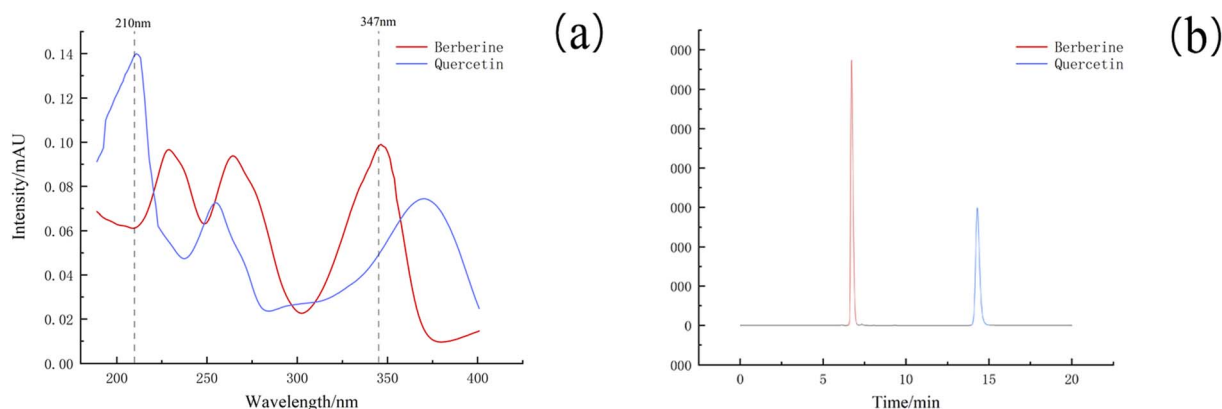 210nm 347nm
(a)
Berberine
Quercetin
0.14
0.12
0.10
0.08
0.06
0.04
0.02
0.00
Intensity/mAU
200 250 300 350 400
Wavelength/nm
(b)
Berberine
Quercetin
000
000
000
000
000
000
000
0
000
0 5 10 15 20
Time/min